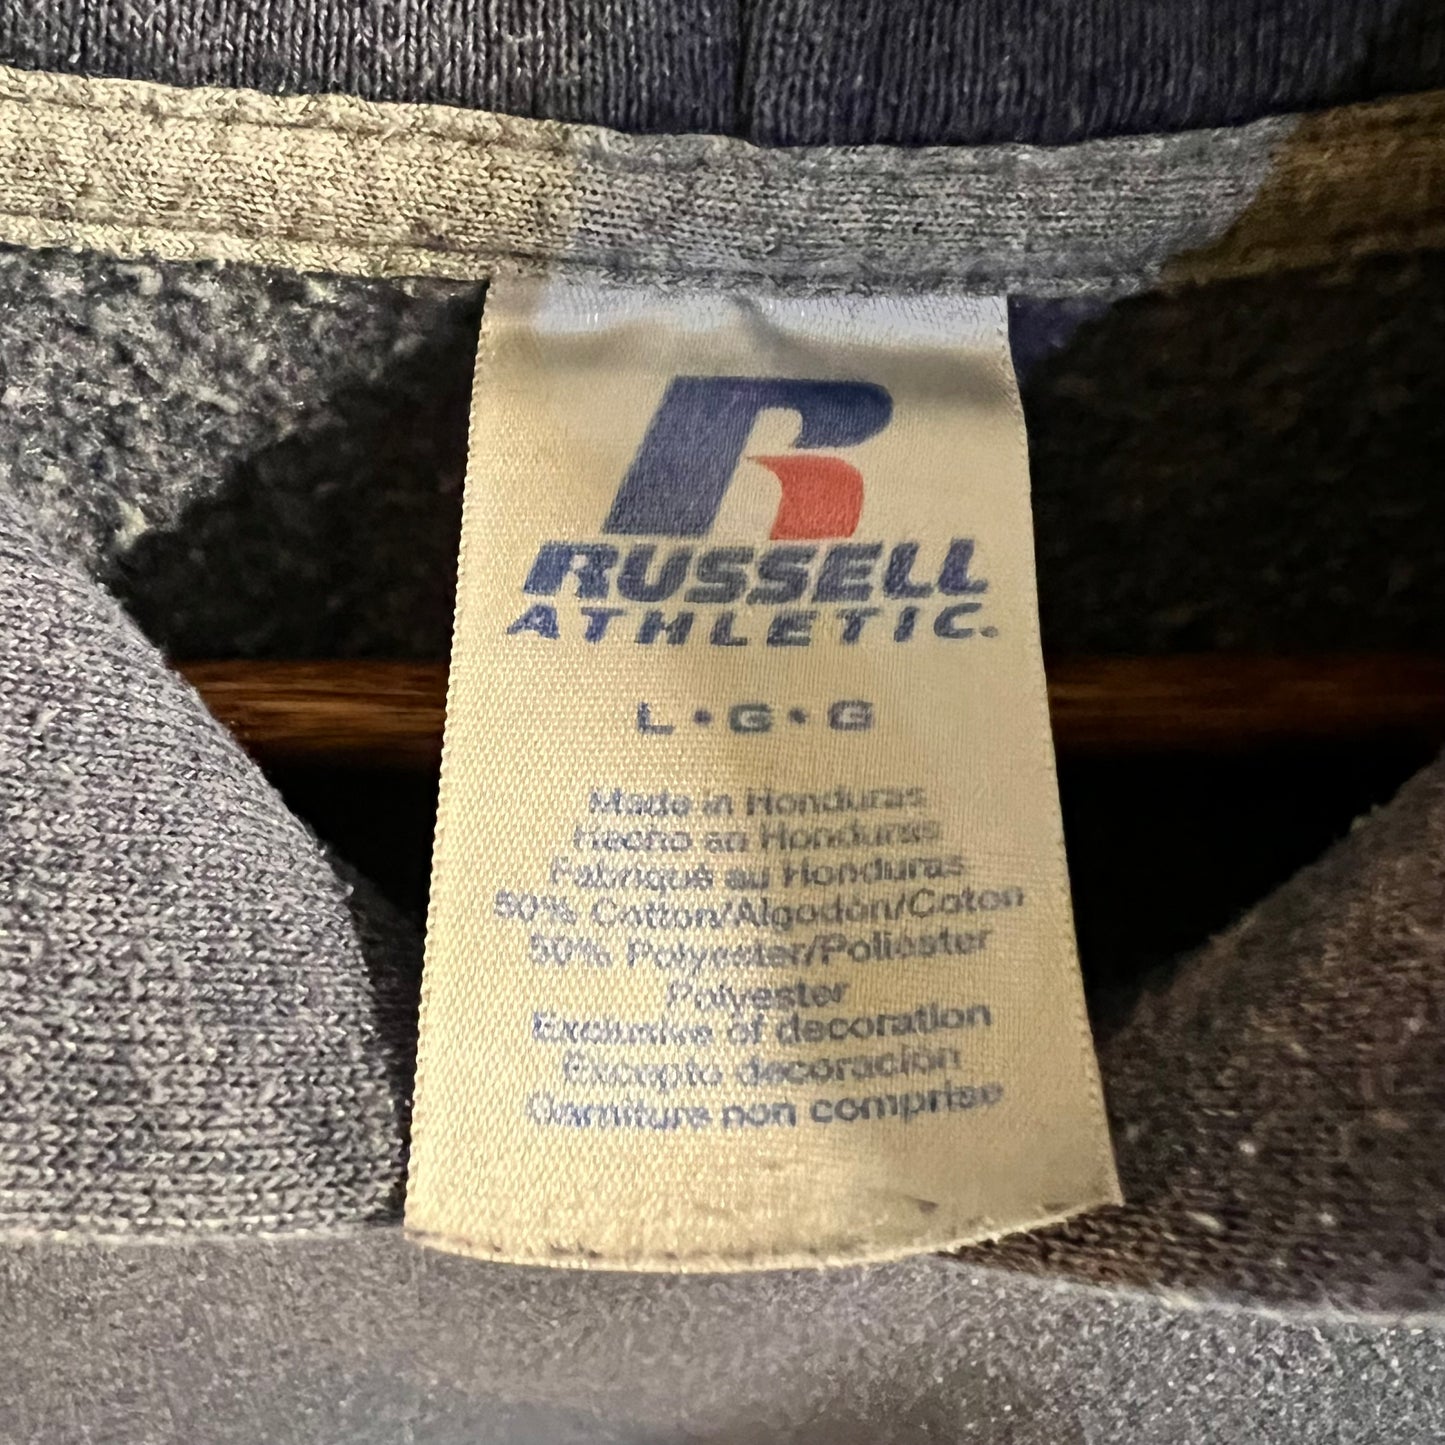 R
RUSSELL
ATHLETIC.
L•G•G
Made in Honduras
Hecho en Honduras
Fabriqué au Honduras
50% Cotton/Algodón/Coton
50% Polyester/Poliéster
Polyester
Exclusive of decoration
Excepto decoración
Garniture non comprise